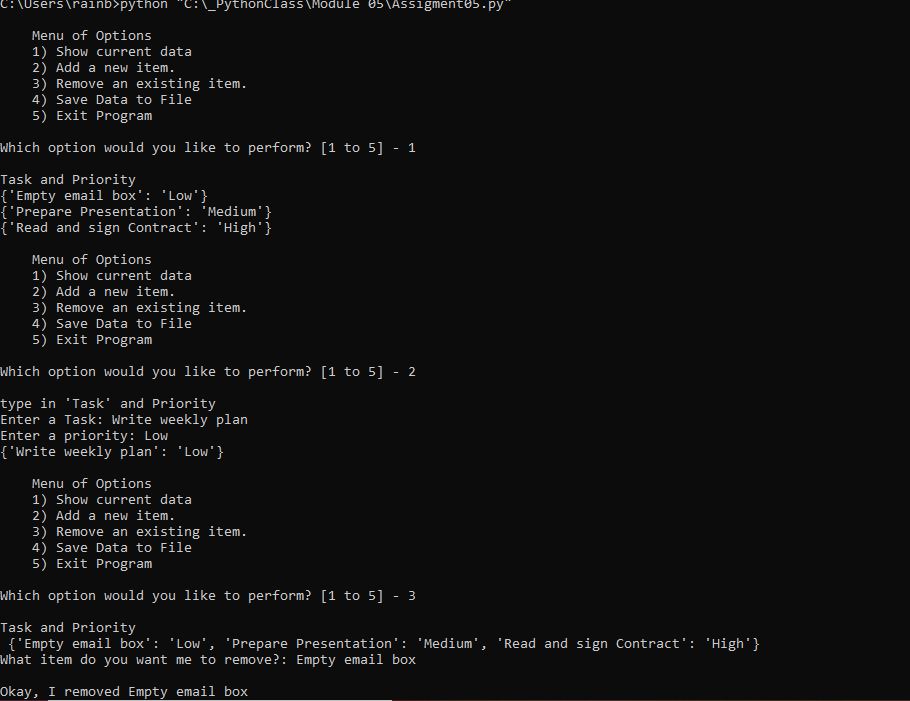 C:\Users\rainb>python "C:\_PythonClass\Module 05\Assigment05.py"
Menu of Options
1) Show current data
2) Add a new item.
3) Remove an existing item.
4) Save Data to File
5) Exit Program
Which option would you like to perform? [1 to 5] - 1
Task and Priority
{'Empty email box': 'Low'}
{'Prepare Presentation': 'Medium'}
{'Read and sign Contract': 'High'}
Menu of Options
1) Show current data
2) Add a new item.
3) Remove an existing item.
4) Save Data to File
5) Exit Program
Which option would you like to perform? [1 to 5] - 2
type in 'Task' and Priority
Enter a Task: Write weekly plan
Enter a priority: Low
{'Write weekly plan': 'Low'}
Menu of Options
1) Show current data
2) Add a new item.
3) Remove an existing item.
4) Save Data to File
5) Exit Program
Which option would you like to perform? [1 to 5] - 3
Task and Priority
{'Empty email box': 'Low', 'Prepare Presentation': 'Medium', 'Read and sign Contract': 'High'}
What item do you want me to remove?: Empty email box
Okay, I removed Empty email box